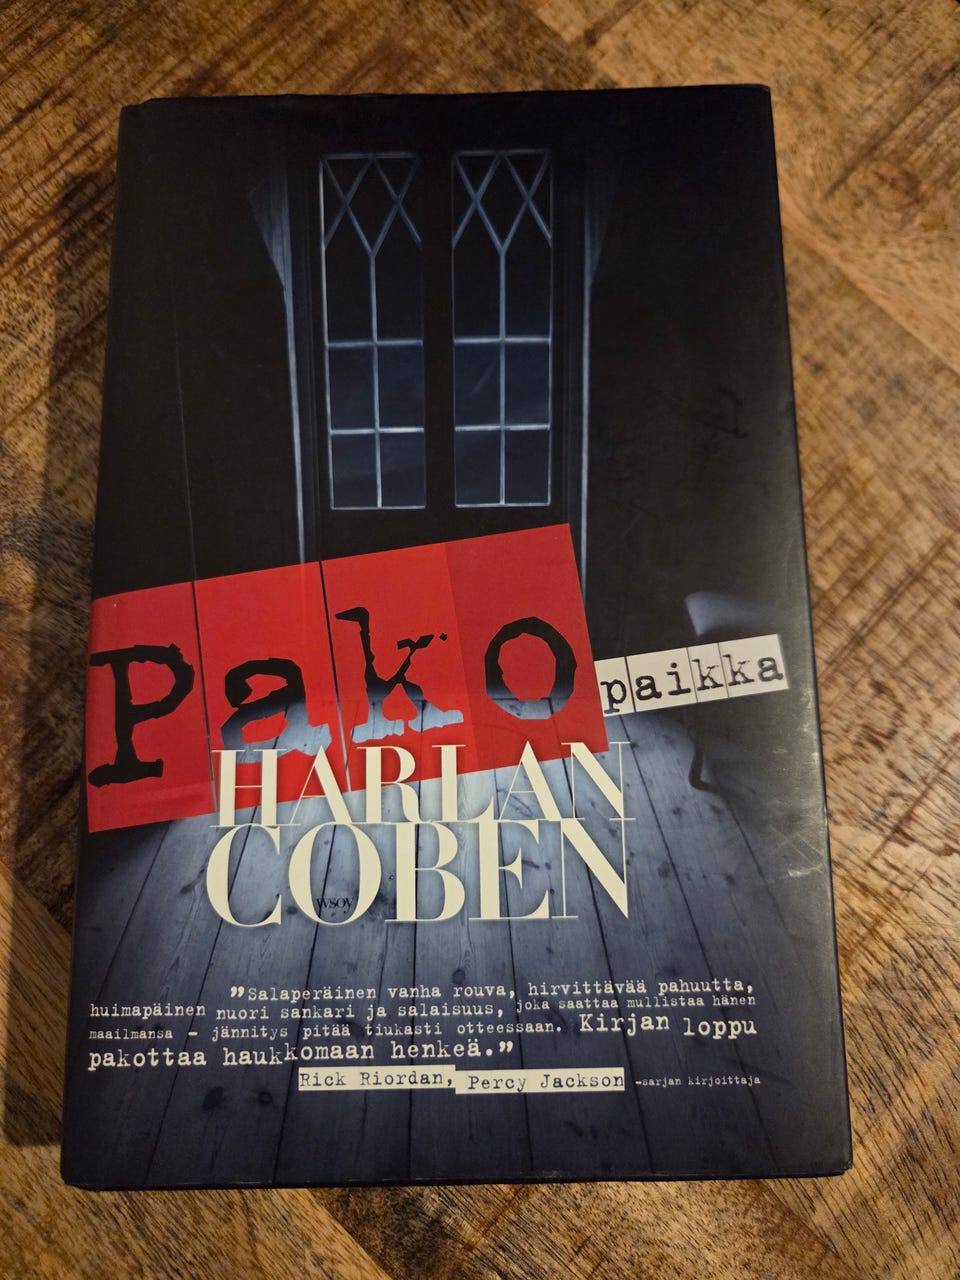 Pako
paikka
HARLAN
COBEN
wsoy
”Salaperäinen vanha rouva, hirvittävää pahuutta,
huimapäinen nuori sankari ja salaisuus, joka saattaa mullistaa hänen
maailmansa – jännitys pitää tiukasti otteessaan. Kirjan loppu
pakottaa haukkomaan henkeä.”
Rick Riordan, Percy Jackson -sarjan kirjoittaja